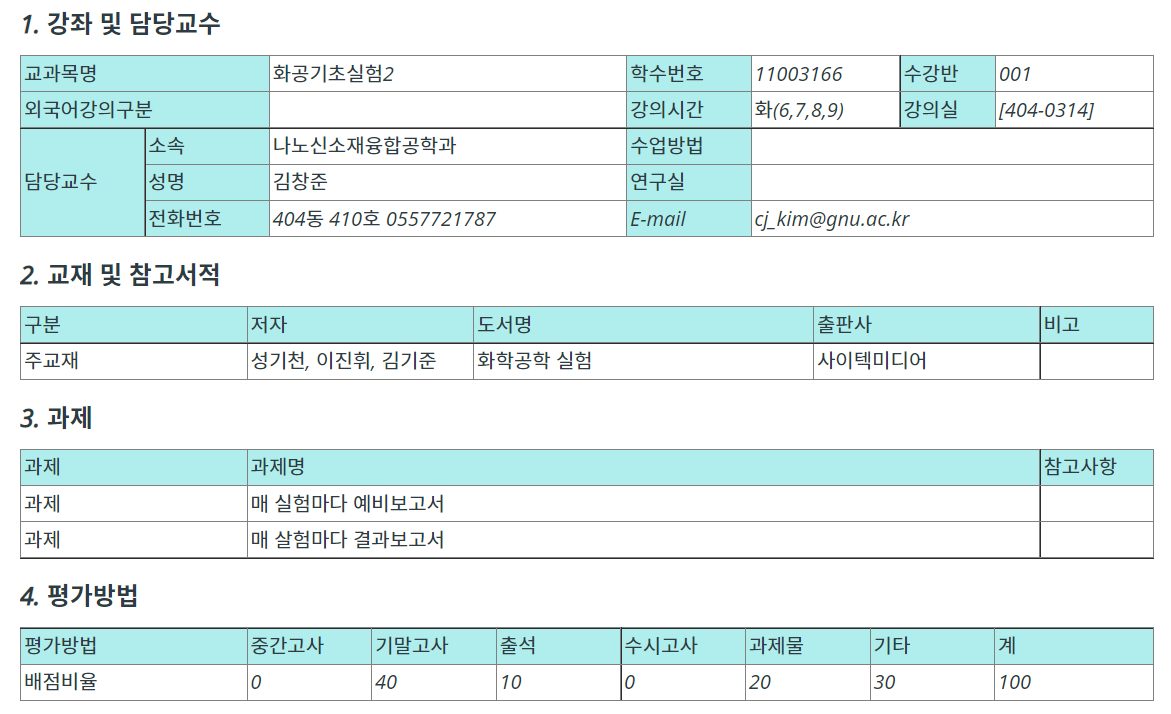 1. 강좌 및 담당교수
교과목명 화공기초실험2 학수번호 11003166 수강반 001
외국어강의구분 강의시간 화(6,7,8,9) 강의실 [404-0314]
담당교수 소속 나노신소재융합공학과 수업방법
성명 김창준 연구실
전화번호 404동 410호 0557721787 E-mail cj_kim@gnu.ac.kr
2. 교재 및 참고서적
구분 저자 도서명 출판사 비고
주교재 성기천, 이진휘, 김기준 화학공학 실험 사이텍미디어
3. 과제
과제 과제명 참고사항
과제 매 실험마다 예비보고서
과제 매 살험마다 결과보고서
4. 평가방법
평가방법 중간고사 기말고사 출석 수시고사 과제물 기타 계
배점비율 0 40 10 0 20 30 100